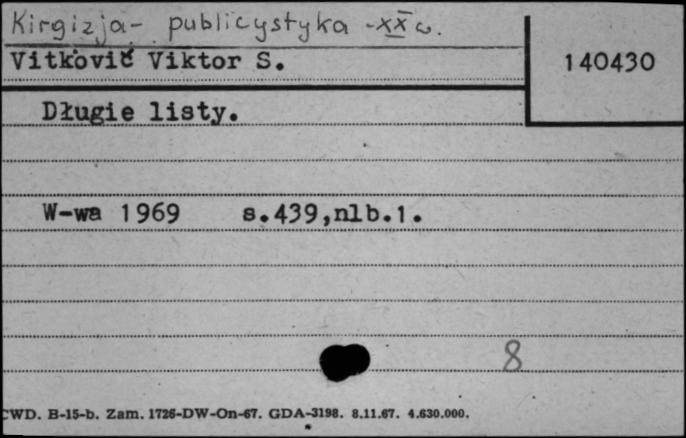 Kirgizja - publicystyka - XX w.
Vitkovič Viktor S.
140430
Długie listy.
W-wa 1969 s.439,nlb.1.
8
CWD. B-15-b. Zam. 1726-DW-On-67. GDA-3198. 8.11.67. 4.630.000.